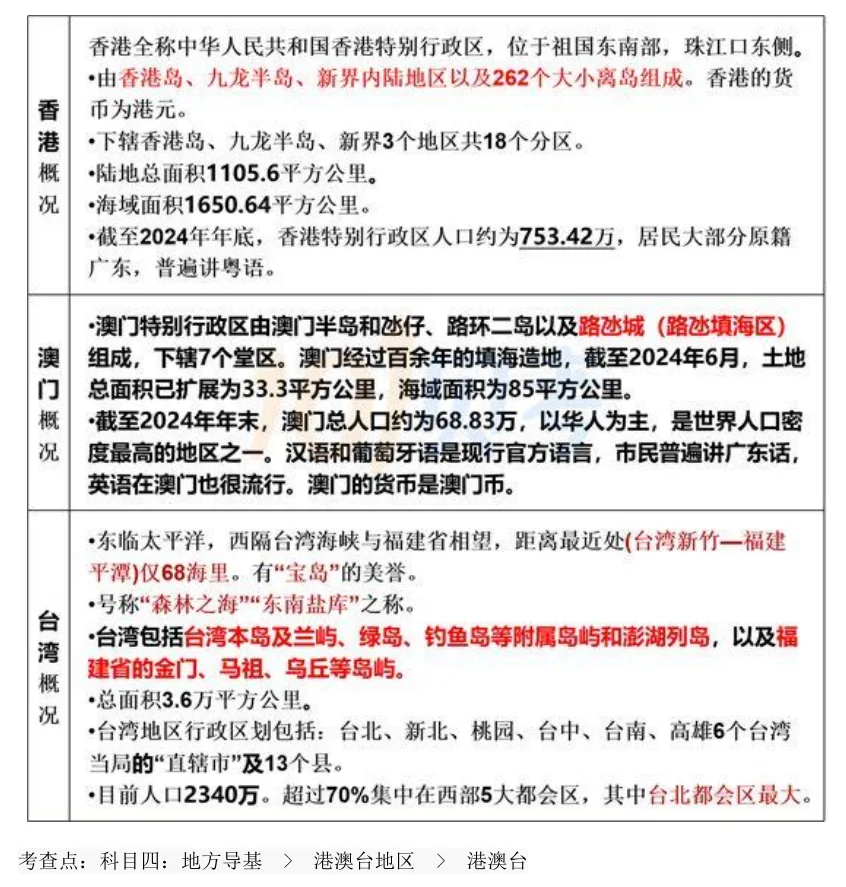 香港全称中华人民共和国香港特别行政区，位于祖国东南部，珠江口东侧。
•由香港岛、九龙半岛、新界内陆地区以及262个大小离岛组成。香港的货
币为港元。
•下辖香港岛、九龙半岛、新界3个地区共18个分区。
•陆地总面积1105.6平方公里。
•海域面积1650.64平方公里。
•截至2024年年底，香港特别行政区人口约为753.42万，居民大部分原籍
广东，普遍讲粤语。
香港概况
•澳门特别行政区由澳门半岛和氹仔、路环二岛以及路氹城（路氹填海区）
组成，下辖7个堂区。澳门经过百余年的填海造地，截至2024年6月，土地
总面积已扩展为33.3平方公里，海域面积为85平方公里。
•截至2024年年末，澳门总人口约为68.83万，以华人为主，是世界人口密
度最高的地区之一。汉语和葡萄牙语是现行官方语言，市民普遍讲广东话，
英语在澳门也很流行。澳门的货币是澳门币。
澳门概况
•东临太平洋，西隔台湾海峡与福建省相望，距离最近处(台湾新竹—福建
平潭)仅68海里。有“宝岛”的美誉。
•号称“森林之海”“东南盐库”之称。
•台湾包括台湾本岛及兰屿、绿岛、钓鱼岛等附属岛屿和澎湖列岛，以及福
建省的金门、马祖、乌丘等岛屿。
•总面积3.6万平方公里。
•台湾地区行政区划包括：台北、新北、桃园、台中、台南、高雄6个台湾
当局的“直辖市”及13个县。
•目前人口2340万。超过70%集中在西部5大都会区，其中台北都会区最大。
台湾概况
考查点：科目四：地方导基 > 港澳台地区 > 港澳台